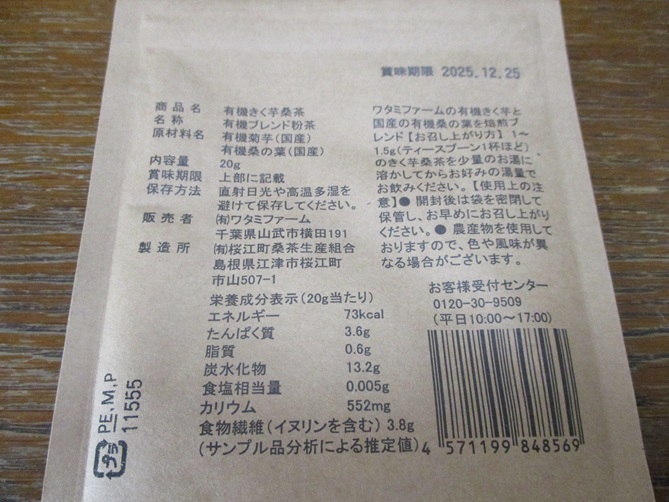 賞味期限 2025.12.25
商品名 有機きく芋桑茶
名称 有機ブレンド粉茶
原材料名 有機菊芋(国産)
有機桑の葉(国産)
内容量 20g
賞味期限 上部に記載
保存方法 直射日光や高温多湿を
避けて保存してください。
販売者 ㈲ワタミファーム
千葉県山武市横田191
製造所 ㈲桜江町桑茶生産組合
島根県江津市桜江町
市山507-1
ワタミファームの有機きく芋と
国産の有機桑の葉を焙煎ブ
レンド【お召し上がり方】 1～
1.5g(ティースプーン1杯ほど)
のきく芋桑茶を少量のお湯に
溶かしてからお好みの湯量で
お飲みください。【使用上の注
意】● 開封後は袋を密閉して
保管し、お早めにお召し上がり
ください。● 農産物を使用して
おりますので、色や風味が異
なる場合がございます。
お客様受付センター
0120-30-9509
(平日10:00～17:00)
栄養成分表示(20g当たり)
エネルギー 73kcal
たんぱく質 3.6g
脂質 0.6g
炭水化物 13.2g
食塩相当量 0.005g
カリウム 552mg
食物繊維(イヌリンを含む) 3.8g
(サンプル品分析による推定値)
4 571199 848569
プラ
PE,M,P
11555